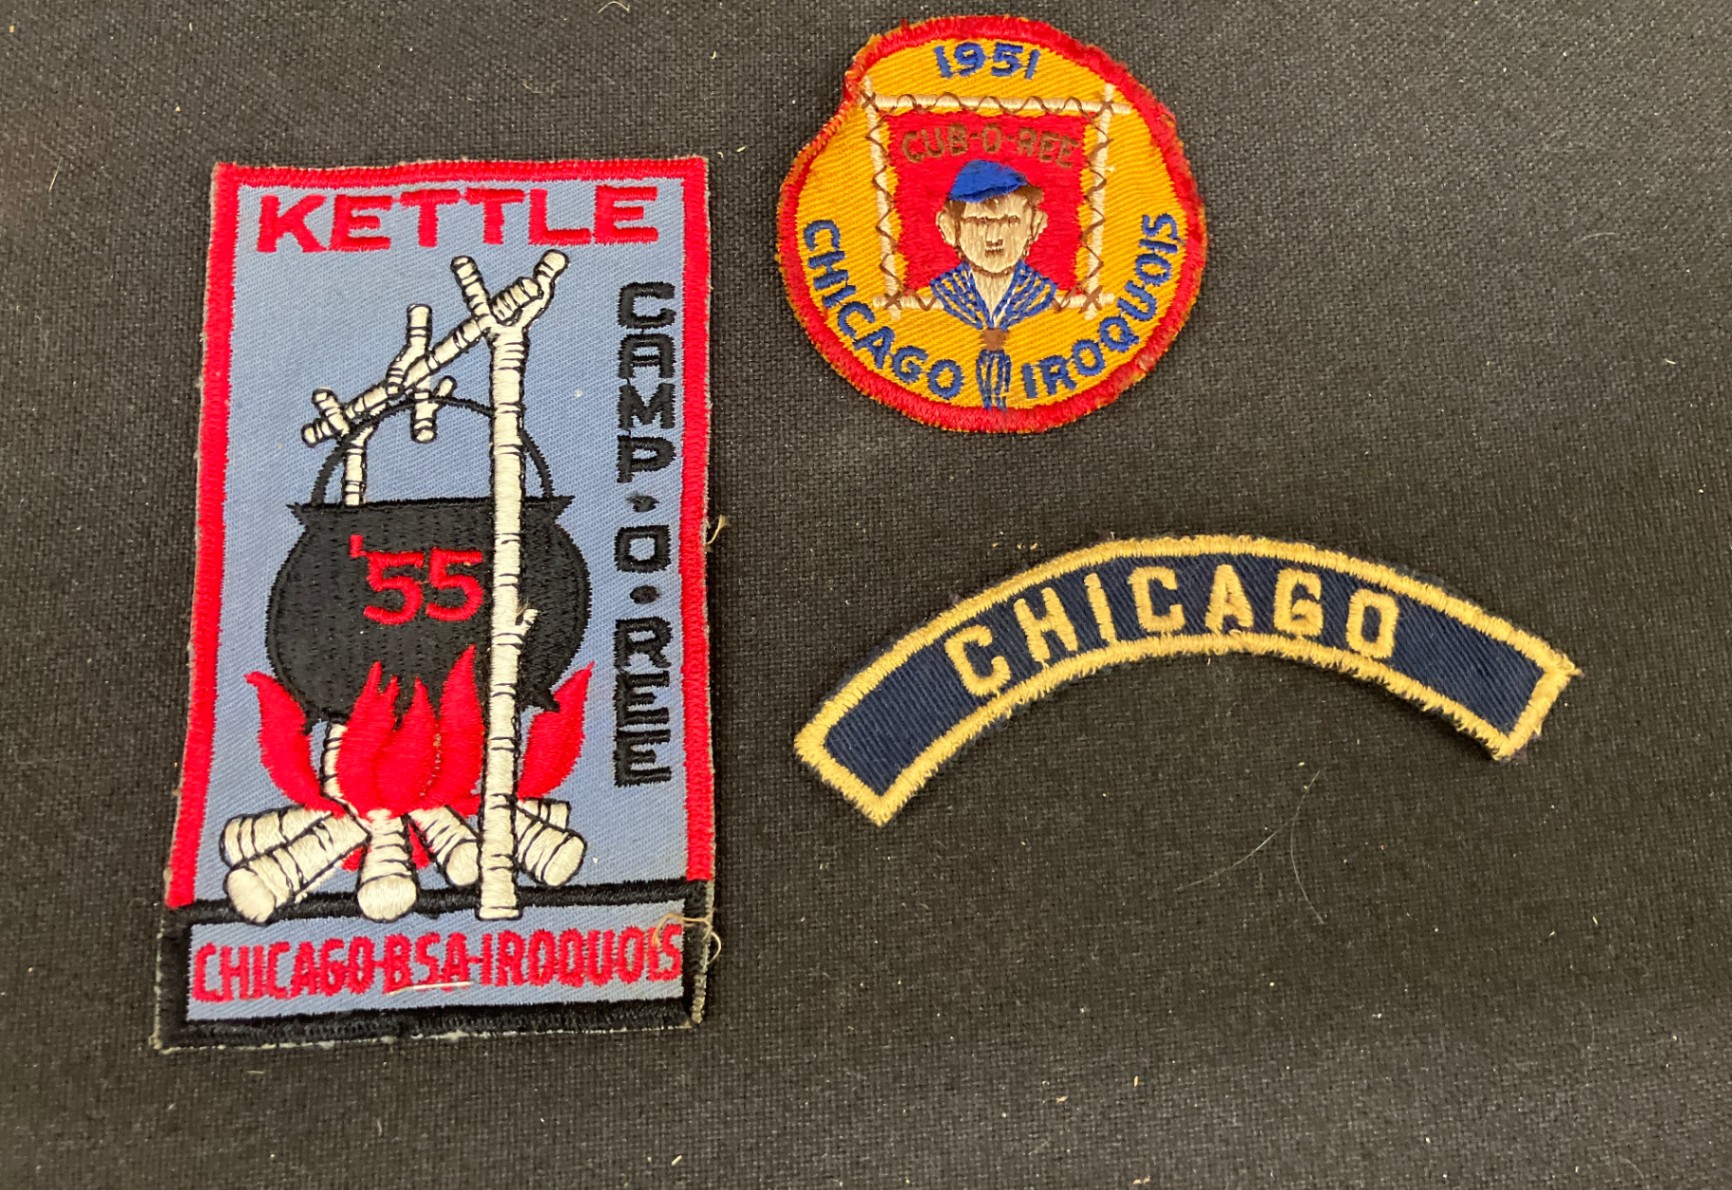 KETTLE
CAMP·O·REE
'55
CHICAGO-BSA-IROQUOIS
1951
CUB-O-REE
CHICAGO IROQUOIS
CHICAGO